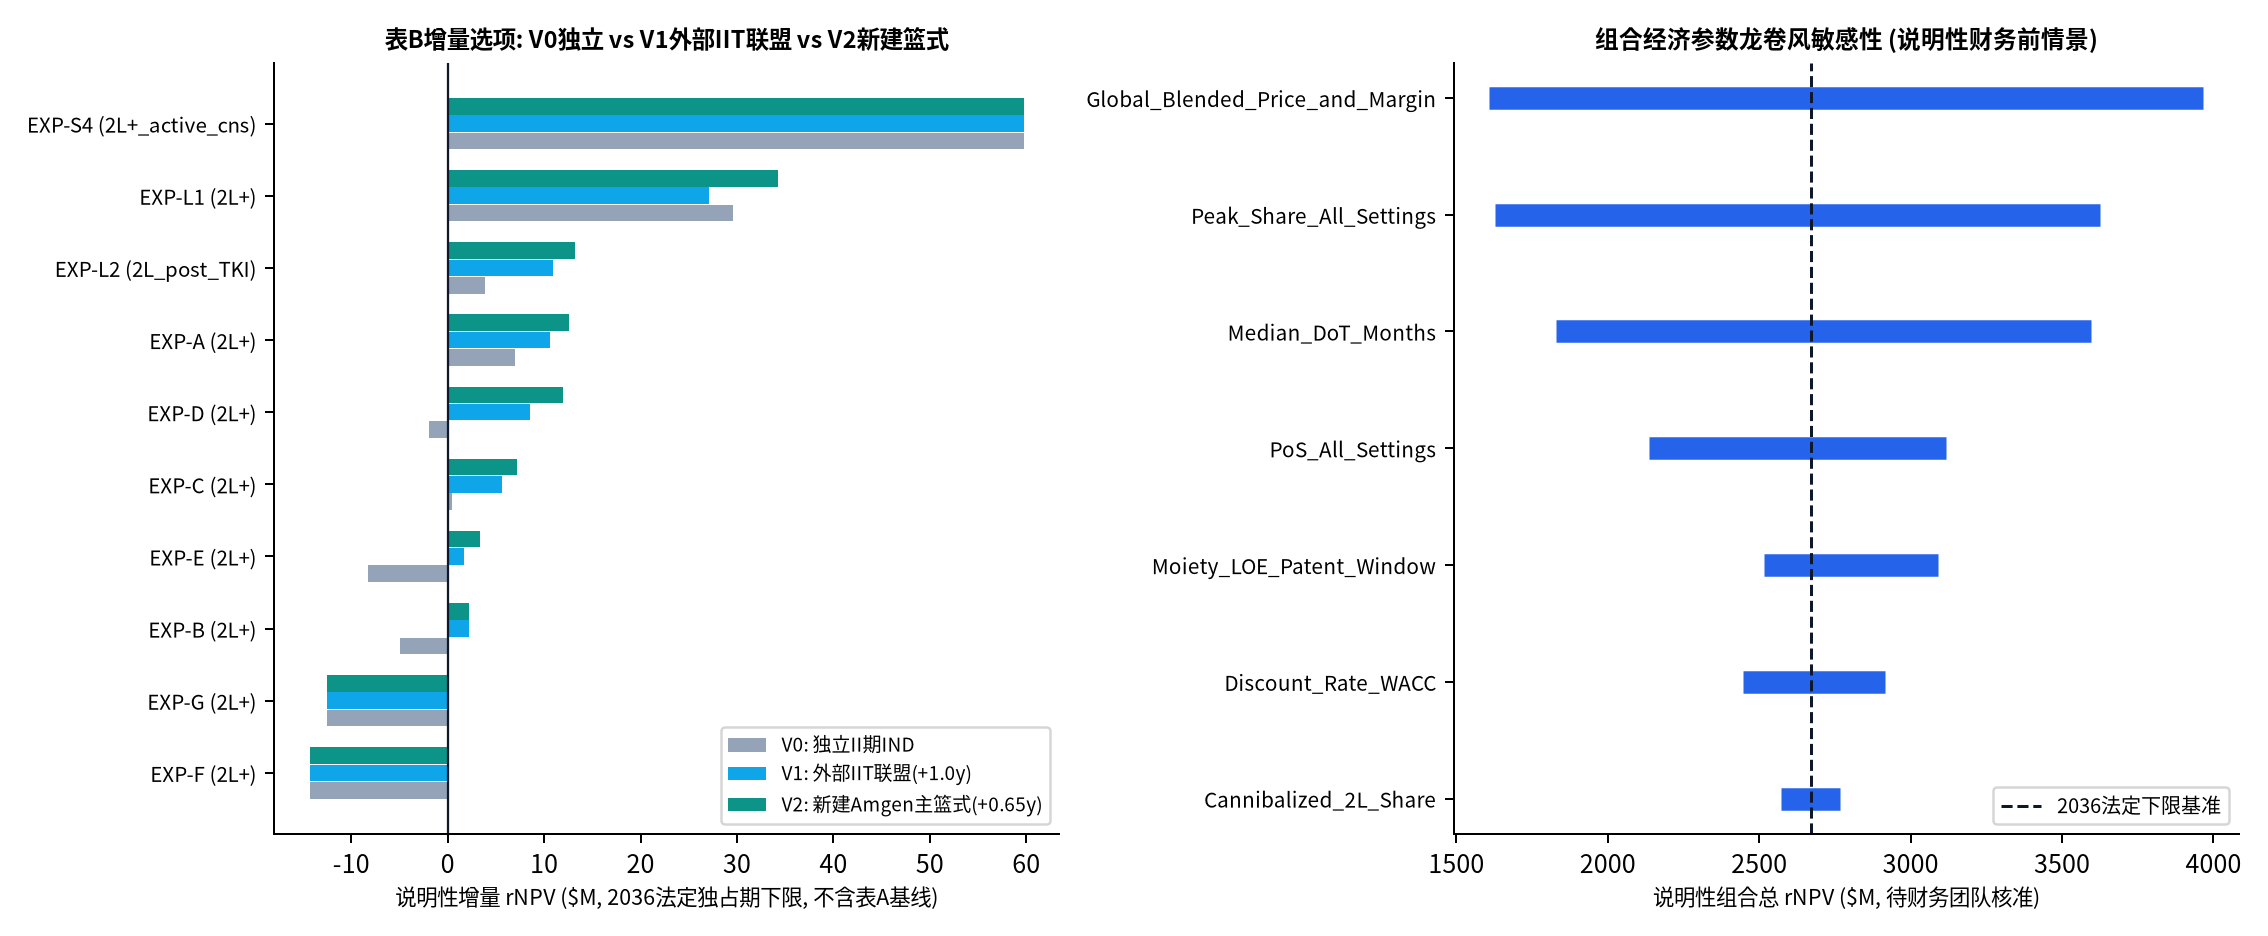 表B增量选项: V0独立 vs V1外部IIT联盟 vs V2新建篮式
EXP-S4 (2L+_active_cns)
EXP-L1 (2L+)
EXP-L2 (2L_post_TKI)
EXP-A (2L+)
EXP-D (2L+)
EXP-C (2L+)
EXP-E (2L+)
EXP-B (2L+)
EXP-G (2L+)
EXP-F (2L+)
V0: 独立II期IND
V1: 外部IIT联盟(+1.0y)
V2: 新建Amgen主篮式(+0.65y)
-10 0 10 20 30 40 50 60
说明性增量 rNPV ($M, 2036法定独占期下限, 不含表A基线)
组合经济参数龙卷风敏感性 (说明性财务前情景)
Global_Blended_Price_and_Margin
Peak_Share_All_Settings
Median_DoT_Months
PoS_All_Settings
Moiety_LOE_Patent_Window
Discount_Rate_WACC
Cannibalized_2L_Share
2036法定下限基准
1500 2000 2500 3000 3500 4000
说明性组合总 rNPV ($M, 待财务团队核准)